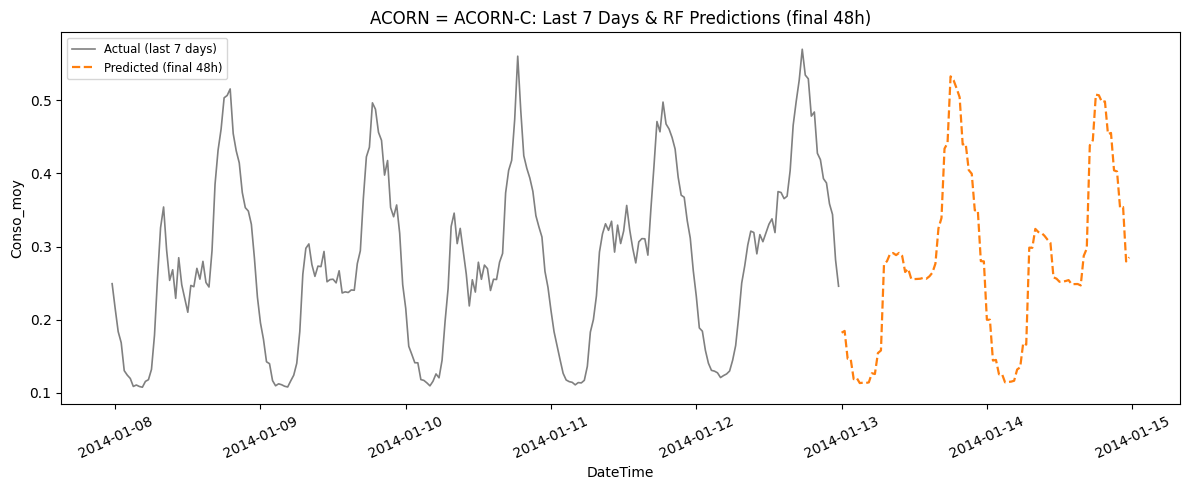 ACORN = ACORN-C: Last 7 Days & RF Predictions (final 48h)
Actual (last 7 days)
Predicted (final 48h)
Conso_moy
0.5
0.4
0.3
0.2
0.1
2014-01-08
2014-01-09
2014-01-10
2014-01-11
2014-01-12
2014-01-13
2014-01-14
2014-01-15
DateTime